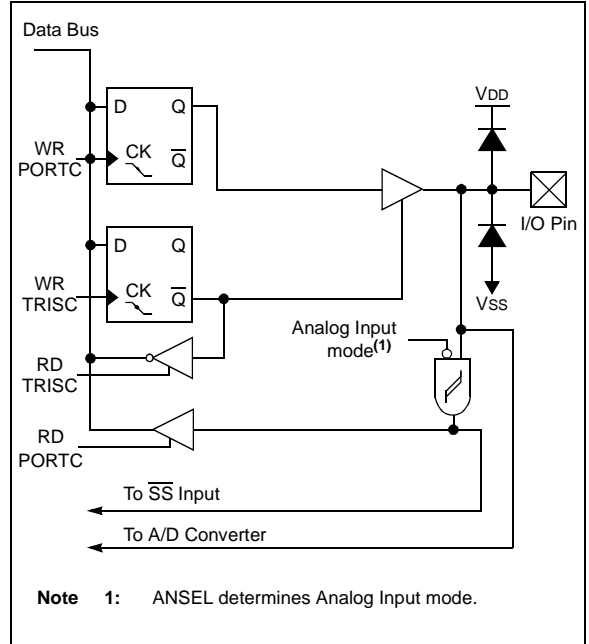 Data Bus
D Q
VDD
WR
PORTC
CK Q̅
I/O Pin
D Q
WR
TRISC
CK Q̅
VSS
Analog Input
mode(1)
RD
TRISC
RD
PORTC
To S̅S̅ Input
To A/D Converter
Note 1: ANSEL determines Analog Input mode.